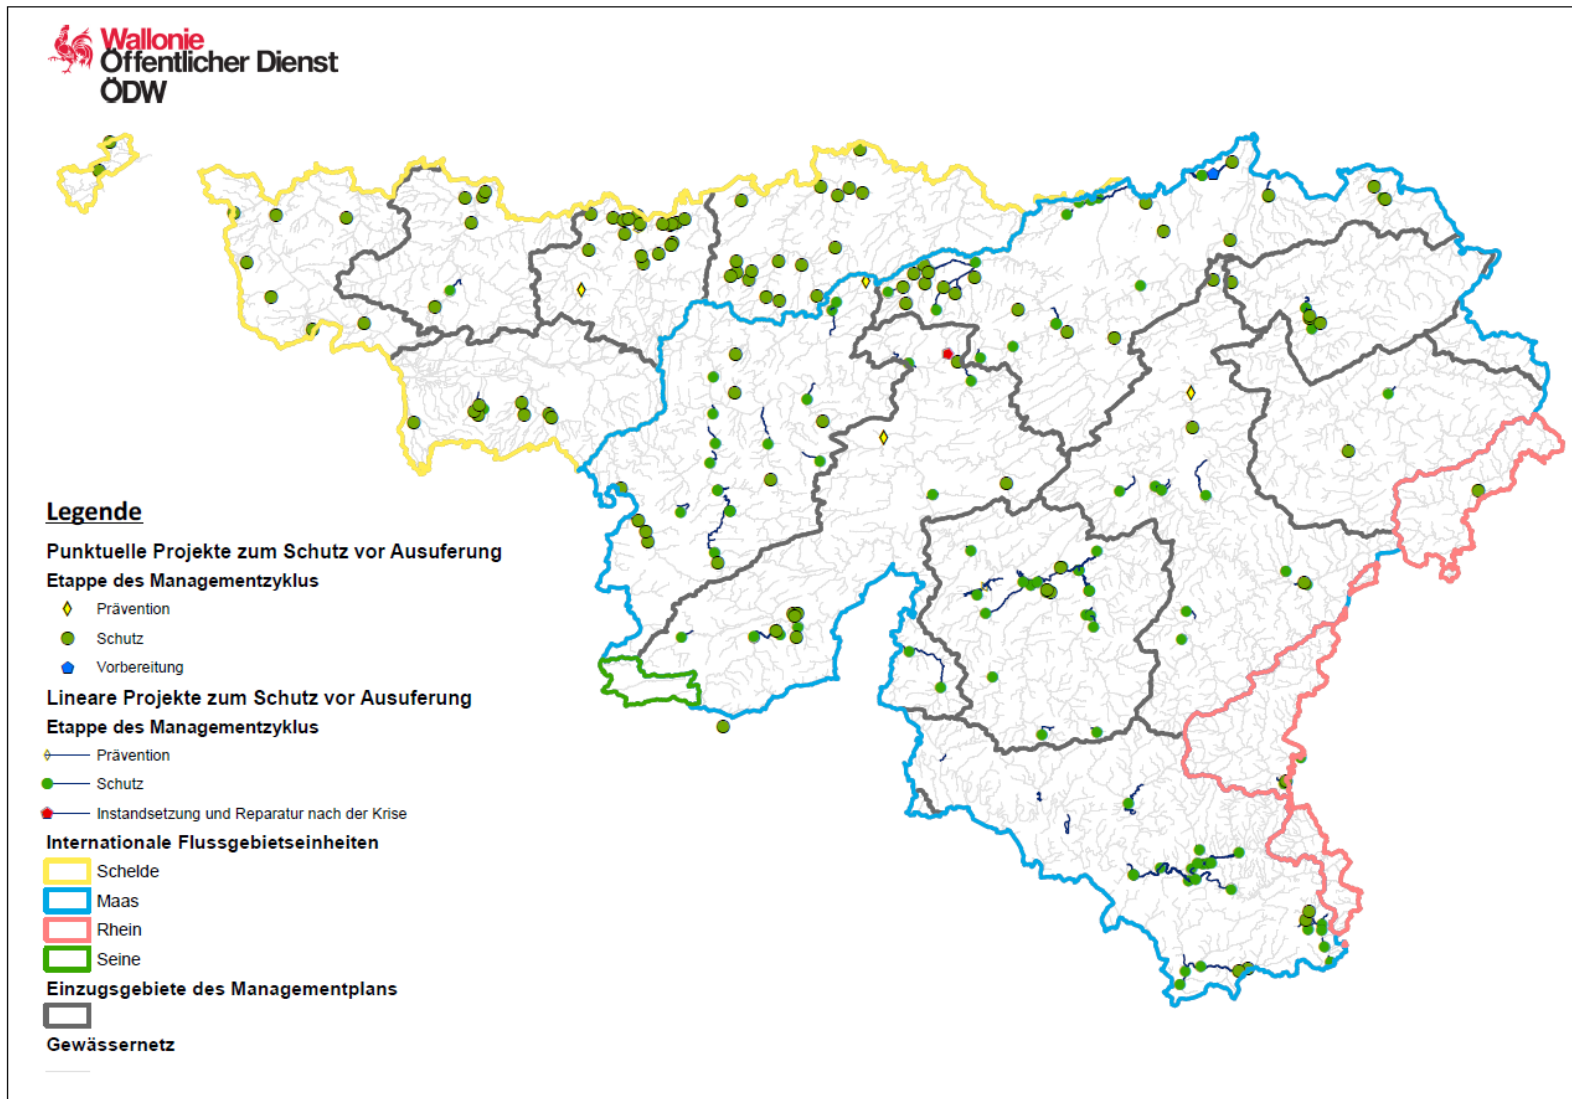 Wallonie
Öffentlicher Dienst
ÖDW
Legende
Punktuelle Projekte zum Schutz vor Ausuferung
Etappe des Managementzyklus
Prävention
Schutz
Vorbereitung
Lineare Projekte zum Schutz vor Ausuferung
Etappe des Managementzyklus
Prävention
Schutz
Instandsetzung und Reparatur nach der Krise
Internationale Flussgebietseinheiten
Schelde
Maas
Rhein
Seine
Einzugsgebiete des Managementplans
Gewässernetz